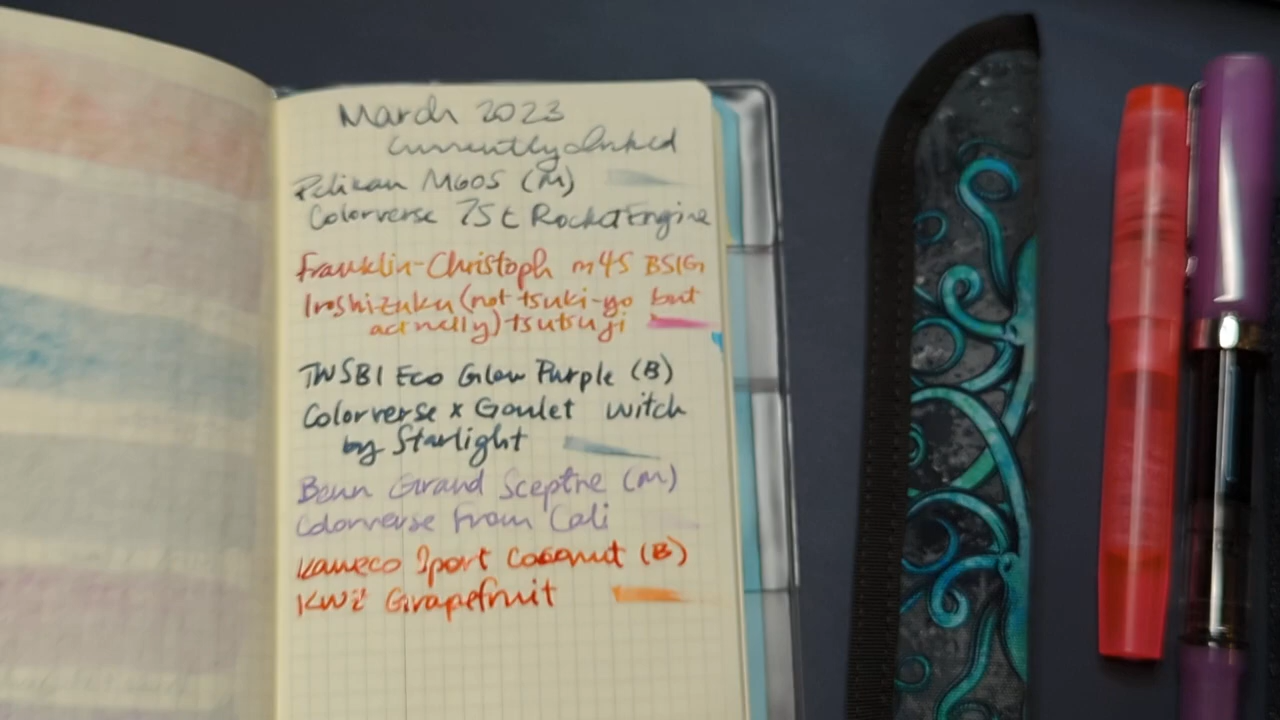 March 2023
Currently Inked
Pelikan M605 (M)
Colorverse 75t Rocket Engine
Franklin-Christoph m45 BSIG
Iroshizuku (not tsuki-yo but
actually) tsutsuji
TWSBI Eco Glow Purple (B)
Colorverse x Goulet Witch
by Starlight
Benu Grand Sceptre (M)
Colorverse From Cali
Kaweco Sport Coconut (B)
KWZ Grapefruit